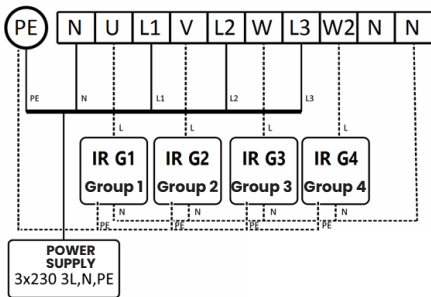 PE N U L1 V L2 W L3 W2 N N
PE N L1 L2 L3
L L L L
IR G1 IR G2 IR G3 IR G4
Group 1 Group 2 Group 3 Group 4
N N N N
PE PE PE PE
POWER
SUPPLY
3x230 3L,N,PE